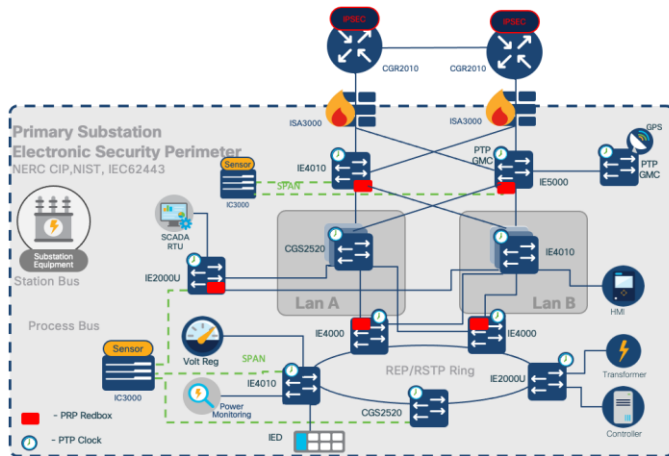 IPSEC
IPSEC
CGR2010
CGR2010
ISA3000
ISA3000
GPS
Primary Substation
Electronic Security Perimeter
NERC CIP,NIST, IEC62443
Sensor
IC3000
SPAN
IE4010
PTP
GMC
IE5000
PTP
GMC
SCADA
RTU
Substation
Equipment
Station Bus
IE2000U
CGS2520
Lan A
IE4010
Lan B
HMI
Process Bus
Volt Reg
IE4000
IE4000
Sensor
IC3000
SPAN
IE4010
REP/RSTP Ring
IE2000U
Transformer
Power
Monitoring
CGS2520
Controller
IED
- PRP Redbox
- PTP Clock